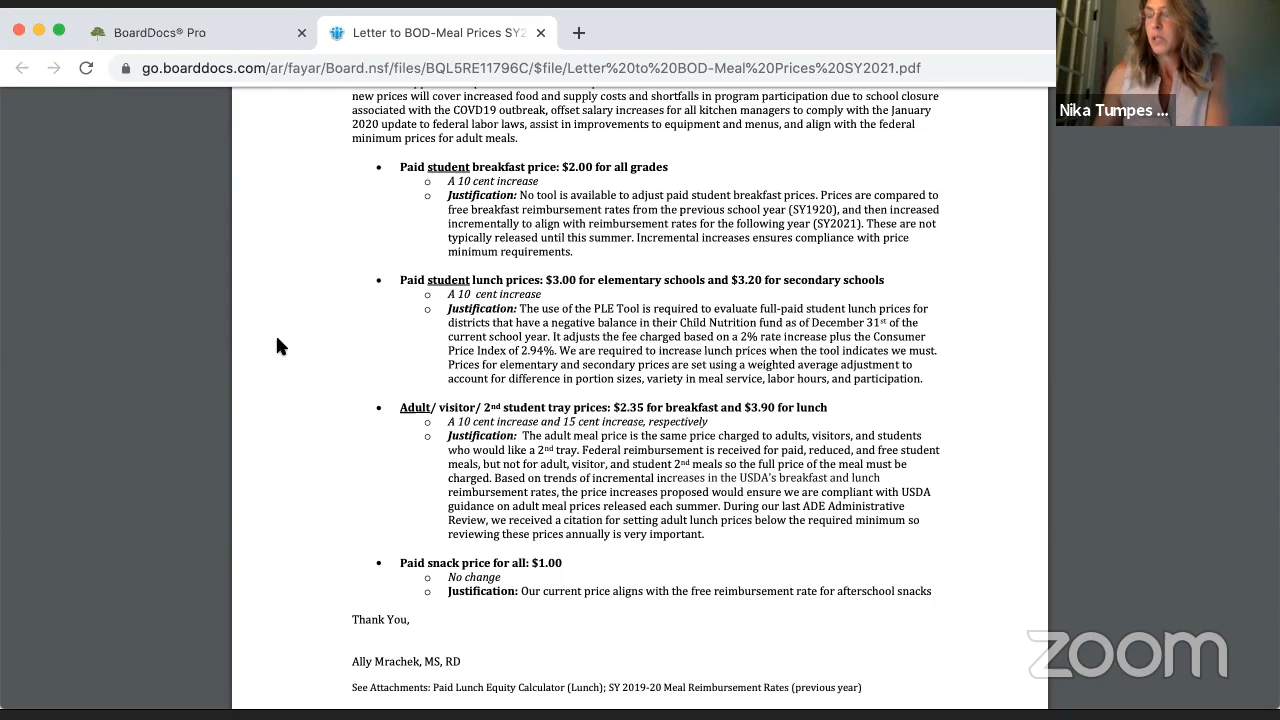 BoardDocs® Pro
Letter to BOD-Meal Prices SY2
go.boarddocs.com/ar/fayar/Board.nsf/files/BQL5RE11796C/$file/Letter%20to%20BOD-Meal%20Prices%20SY2021.pdf
Nika Tumpes ...
new prices will cover increased food and supply costs and shortfalls in program participation due to school closure
associated with the COVD19 outbreak, offset salary increases for all kitchen managers to comply with the January
2020 update to federal labor laws, assist in improvements to equipment and menus, and align with the federal
minimum prices for adult meals.
• Paid student breakfast price: $2.00 for all grades
o A 10 cent increase
o Justification: No tool is available to adjust paid student breakfast prices. Prices are compared to
free breakfast reimbursement rates from the previous school year (SY1920), and then increased
incrementally to align with reimbursement rates for the following year (SY2021). These are not
typically released until this summer. Incremental increases ensures compliance with price
minimum requirements.
• Paid student lunch prices: $3.00 for elementary schools and $3.20 for secondary schools
o A 10 cent increase
o Justification: The use of the PLE Tool is required to evaluate full-paid student lunch prices for
districts that have a negative balance in their Child Nutrition fund as of December 31st of the
current school year. It adjusts the fee charged based on a 2% rate increase plus the Consumer
Price Index of 2.94%. We are required to increase lunch prices when the tool indicates we must.
Prices for elementary and secondary prices are set using a weighted average adjustment to
account for difference in portion sizes, variety in meal service, labor hours, and participation.
• Adult/ visitor/ 2nd student tray prices: $2.35 for breakfast and $3.90 for lunch
o A 10 cent increase and 15 cent increase, respectively
o Justification: The adult meal price is the same price charged to adults, visitors, and students
who would like a 2nd tray. Federal reimbursement is received for paid, reduced, and free student
meals, but not for adult, visitor, and student 2nd meals so the full price of the meal must be
charged. Based on trends of incremental increases in the USDA's breakfast and lunch
reimbursement rates, the price increases proposed would ensure we are compliant with USDA
guidance on adult meal prices released each summer. During our last ADE Administrative
Review, we received a citation for setting adult lunch prices below the required minimum so
reviewing these prices annually is very important.
• Paid snack price for all: $1.00
o No change
o Justification: Our current price aligns with the free reimbursement rate for afterschool snacks
Thank You,
Ally Mrachek, MS, RD
See Attachments: Paid Lunch Equity Calculator (Lunch); SY 2019-20 Meal Reimbursement Rates (previous year)
zoom